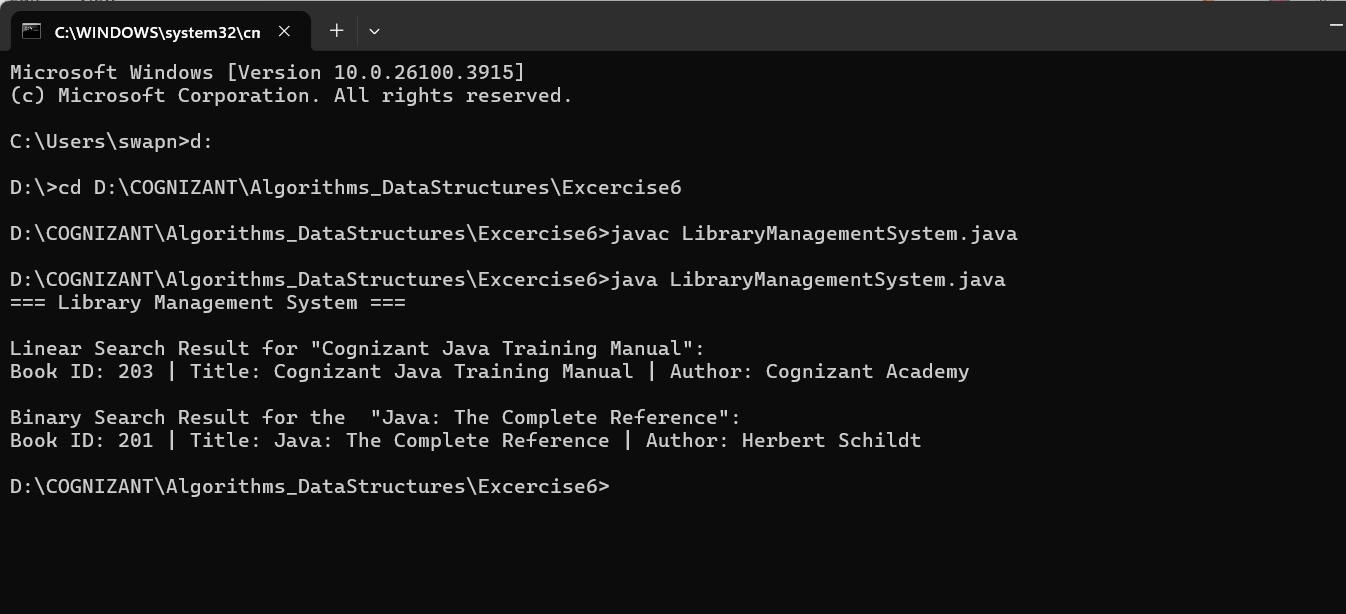 C:\WINDOWS\system32\cn
Microsoft Windows [Version 10.0.26100.3915]
(c) Microsoft Corporation. All rights reserved.
C:\Users\swapn>d:
D:\>cd D:\COGNIZANT\Algorithms_DataStructures\Excercise6
D:\COGNIZANT\Algorithms_DataStructures\Excercise6>javac LibraryManagementSystem.java
D:\COGNIZANT\Algorithms_DataStructures\Excercise6>java LibraryManagementSystem.java
=== Library Management System ===
Linear Search Result for "Cognizant Java Training Manual":
Book ID: 203 | Title: Cognizant Java Training Manual | Author: Cognizant Academy
Binary Search Result for the  "Java: The Complete Reference":
Book ID: 201 | Title: Java: The Complete Reference | Author: Herbert Schildt
D:\COGNIZANT\Algorithms_DataStructures\Excercise6>